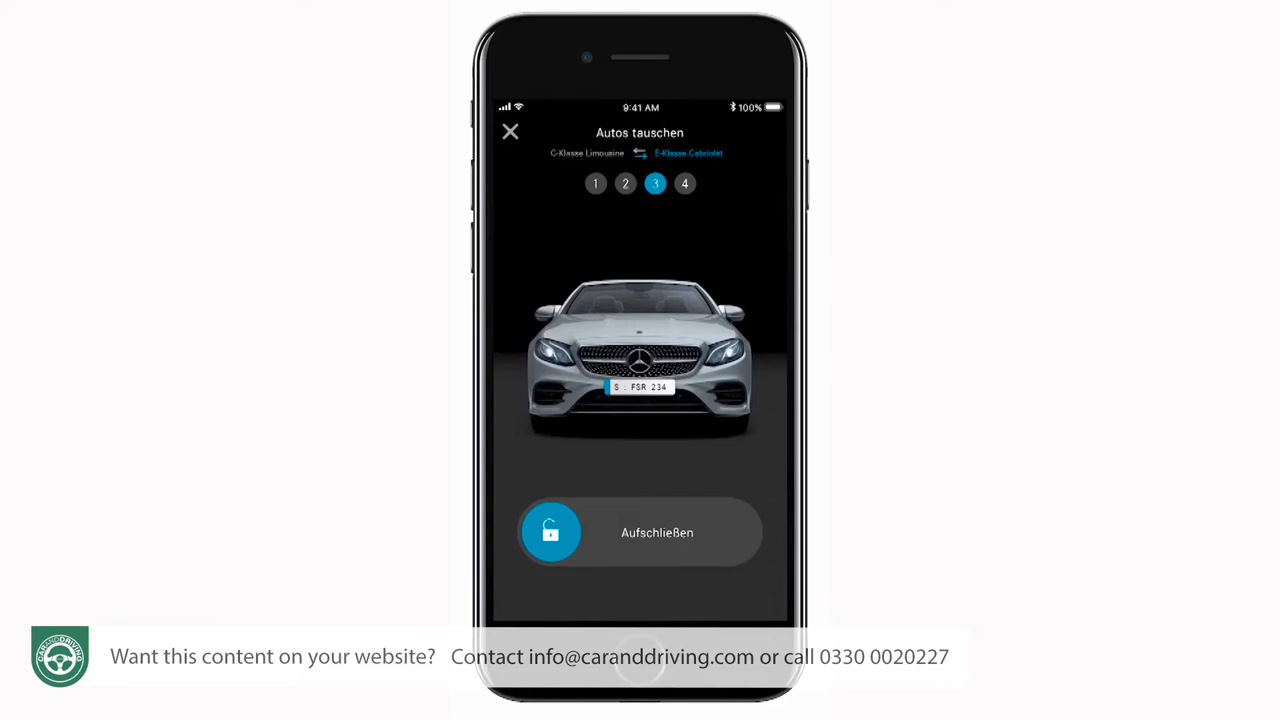 9:41 AM
100%
Autos tauschen
C-Klasse Limousine
E-Klasse Cabriolet
1 2 3 4
S : FSR 234
Aufschließen
CARANDDRIVING
Want this content on your website? Contact info@caranddriving.com or call 0330 0020227